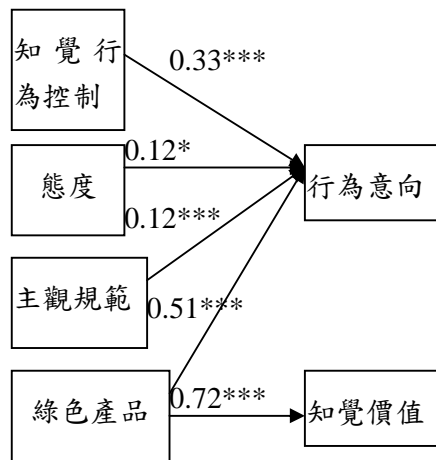 知覺行
為控制
0.33***
0.12*
態度
行為意向
0.12***
主觀規範
0.51***
綠色產品
0.72***
知覺價值